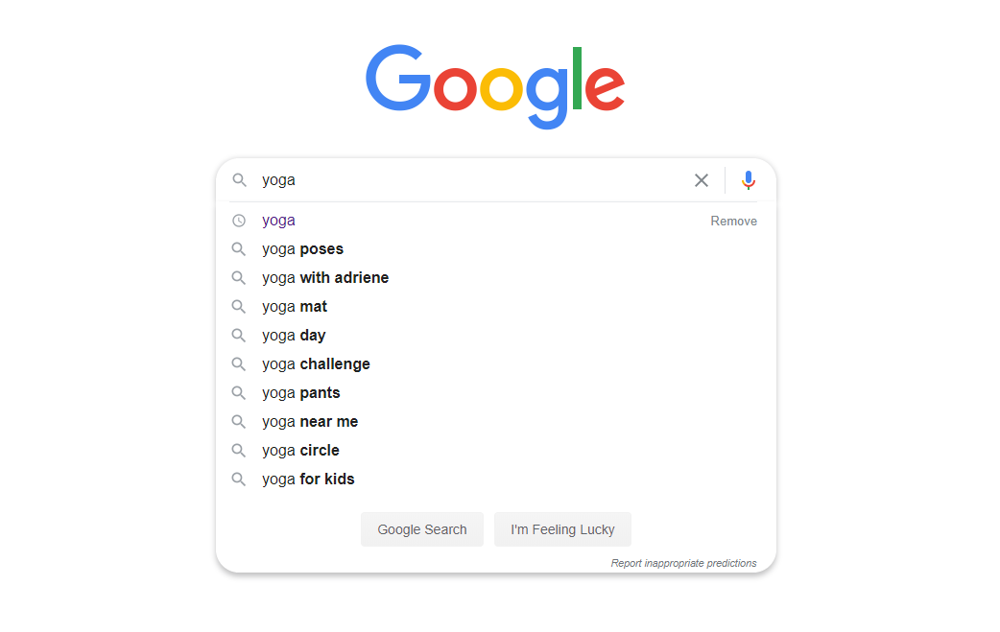 Google
yoga
yoga Remove
yoga poses
yoga with adriene
yoga mat
yoga day
yoga challenge
yoga pants
yoga near me
yoga circle
yoga for kids
Google Search I'm Feeling Lucky
Report inappropriate predictions